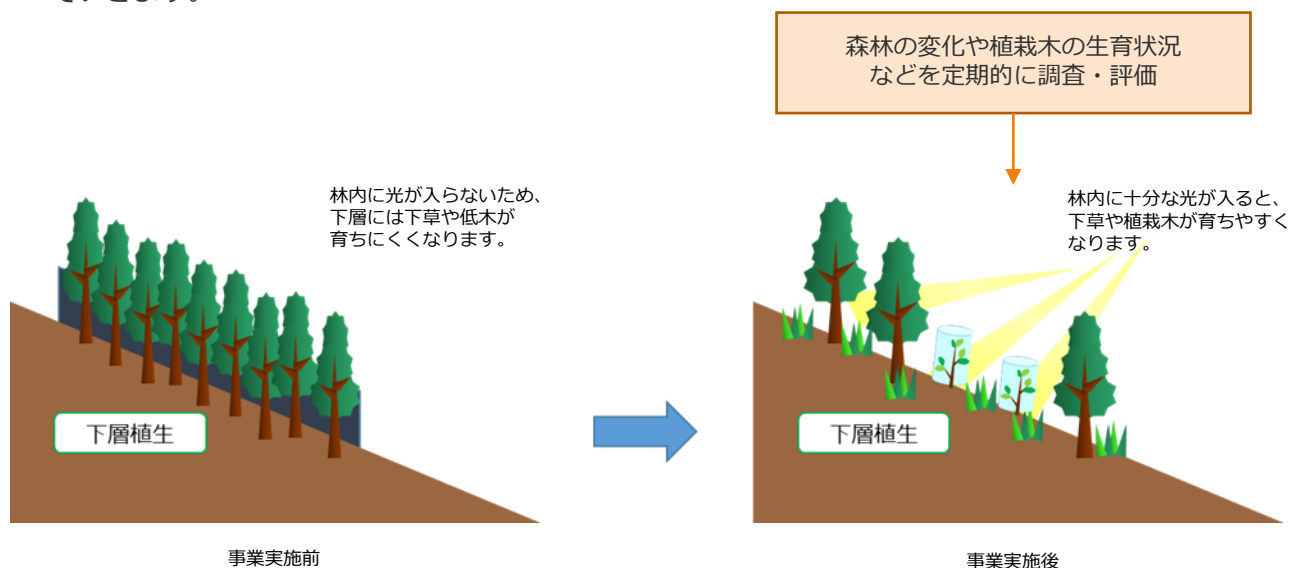 森林の変化や植栽木の生育状況
などを定期的に調査・評価
林内に光が入らないため、
下層には下草や低木が
育ちにくくなります。
下層植生
事業実施前
林内に十分な光が入ると、
下草や植栽木が育ちやすく
なります。
下層植生
事業実施後